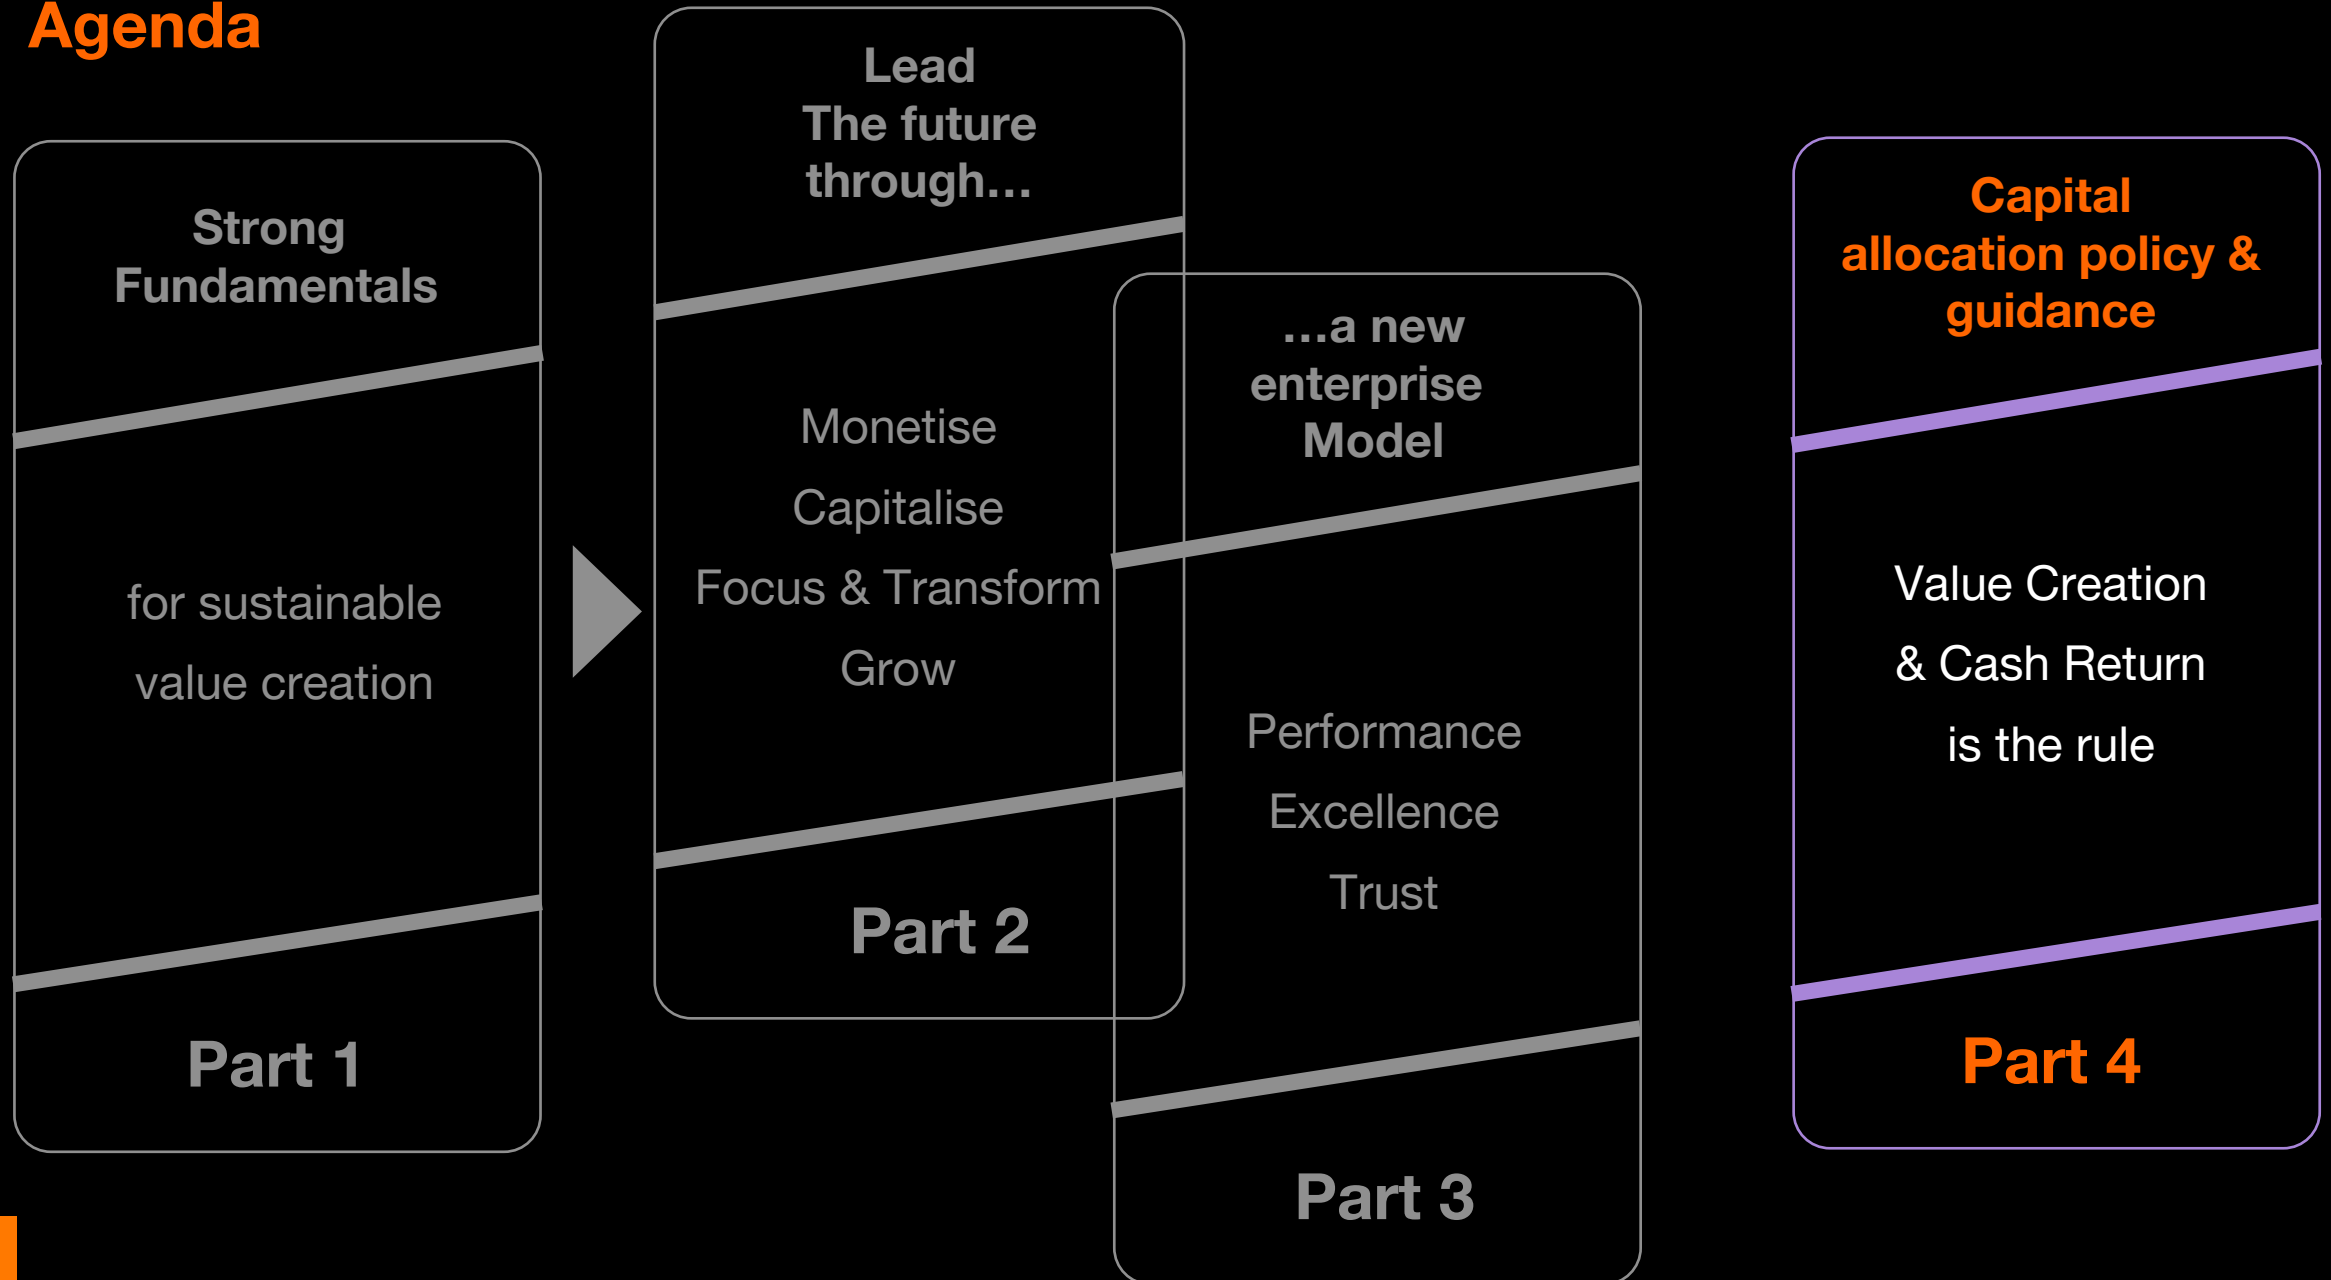 Agenda
Strong
Fundamentals
for sustainable
value creation
Part 1
Lead
The future
through…
Monetise
Capitalise
Focus & Transform
Grow
Part 2
…a new
enterprise
Model
Performance
Excellence
Trust
Part 3
Capital
allocation policy &
guidance
Value Creation
& Cash Return
is the rule
Part 4